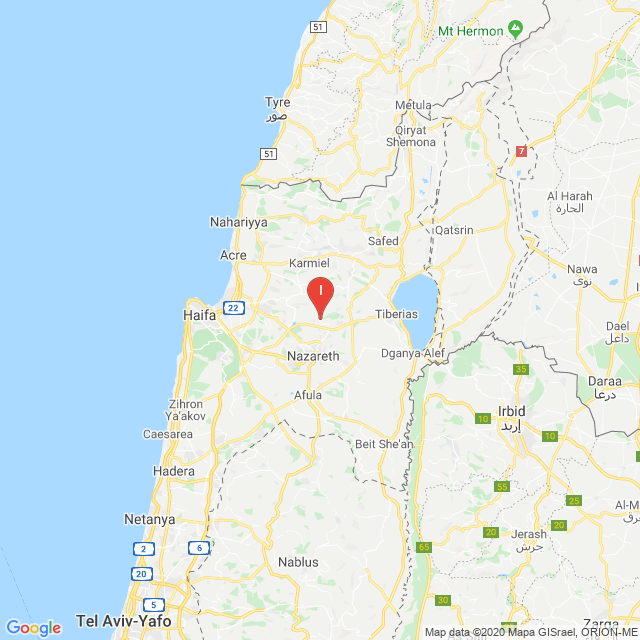 51
Mt Hermon
Tyre
صور
Métula
Qiryat
Shemona
51
7
Al Harah
الحارة
Nahariyya
Safed
Qatsrin
Acre
Karmiel
Nawa
نوى
I
22
Haifa
Tiberias
Dael
داعل
Nazareth
Dganya-Alef
35
Daraa
درعا
Afula
Zihron
Ya'akov
Irbid
إربد
10
10
Caesarea
Beit She'an
Hadera
55
25
Al-M
Netanya
20
20
Jerash
جرش
2
6
65
Nablus
20
30
5
Tel Aviv-Yafo
Zarqa
Google
Map data ©2020 Mapa GISrael, ORION-ME